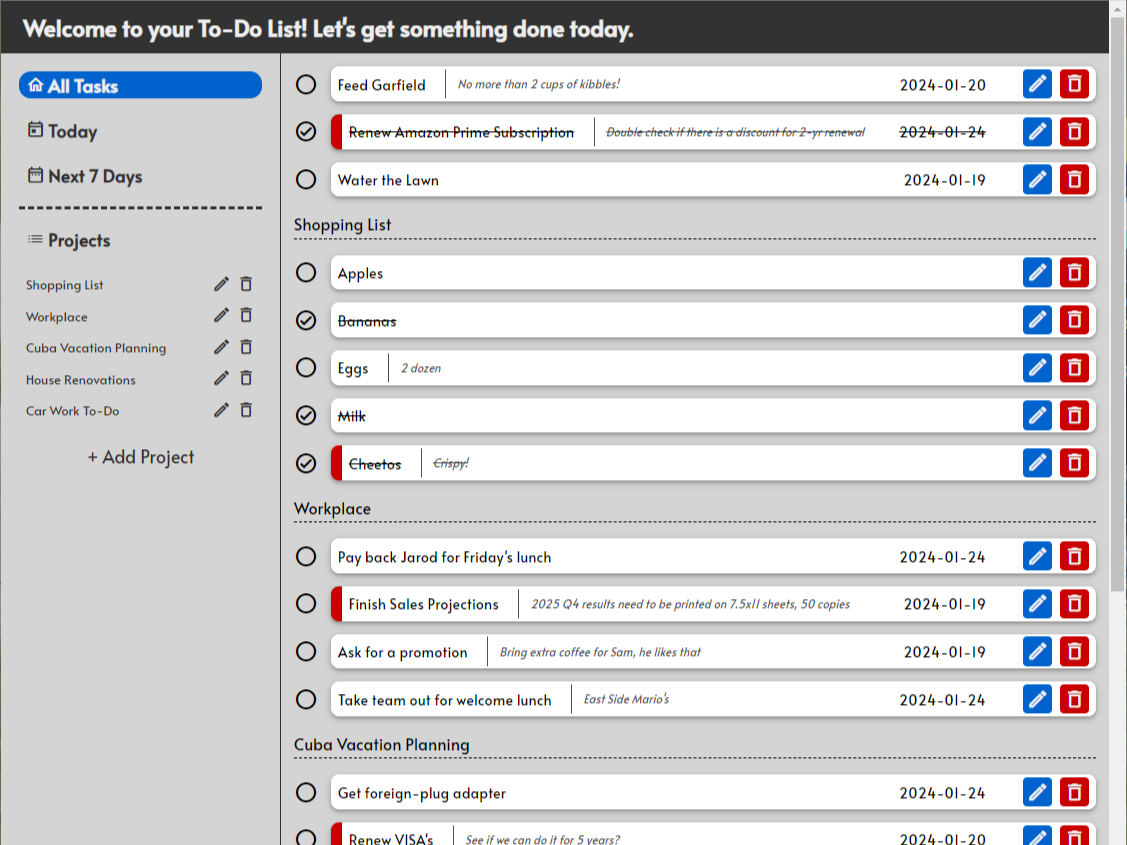 Welcome to your To-Do List! Let's get something done today.
All Tasks
Today
Next 7 Days
Projects
Shopping List
Workplace
Cuba Vacation Planning
House Renovations
Car Work To-Do
+ Add Project
Feed Garfield No more than 2 cups of kibbles! 2024-01-20
Renew Amazon Prime Subscription Double check if there is a discount for 2-yr renewal 2024-01-24
Water the Lawn 2024-01-19
Shopping List
Apples
Bananas
Eggs 2 dozen
Milk
Cheetos Crispy!
Workplace
Pay back Jarod for Friday's lunch 2024-01-24
Finish Sales Projections 2025 Q4 results need to be printed on 7.5x11 sheets, 50 copies 2024-01-19
Ask for a promotion Bring extra coffee for Sam, he likes that 2024-01-19
Take team out for welcome lunch East Side Mario's 2024-01-24
Cuba Vacation Planning
Get foreign-plug adapter 2024-01-24
Renew VISA's See if we can do it for 5 years? 2024-01-20